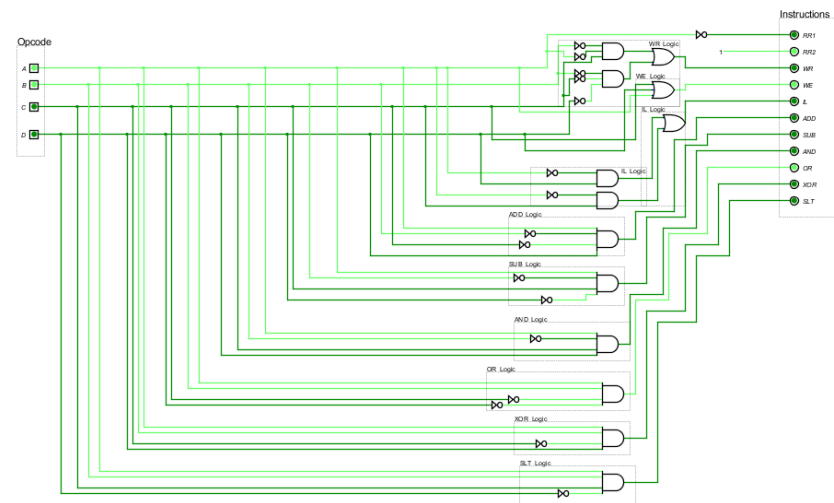 Opcode
A
B
C
D
Instructions
RR1
RR2
1
WR
WE
IL
ADD
SUB
AND
OR
XOR
SLT
WR Logic
WE Logic
IL Logic
IL Logic
ADD Logic
SUB Logic
AND Logic
OR Logic
XOR Logic
SLT Logic